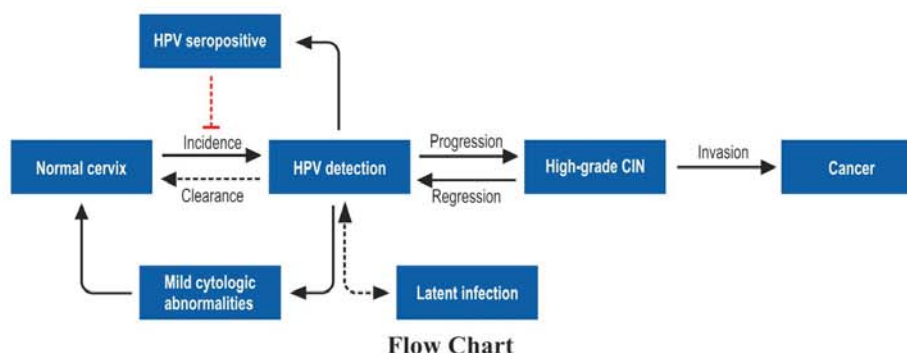 HPV seropositive
Incidence
Progression
Normal cervix
HPV detection
High-grade CIN
Invasion
Cancer
Clearance
Regression
Mild cytologic
abnormalities
Latent infection
Flow Chart